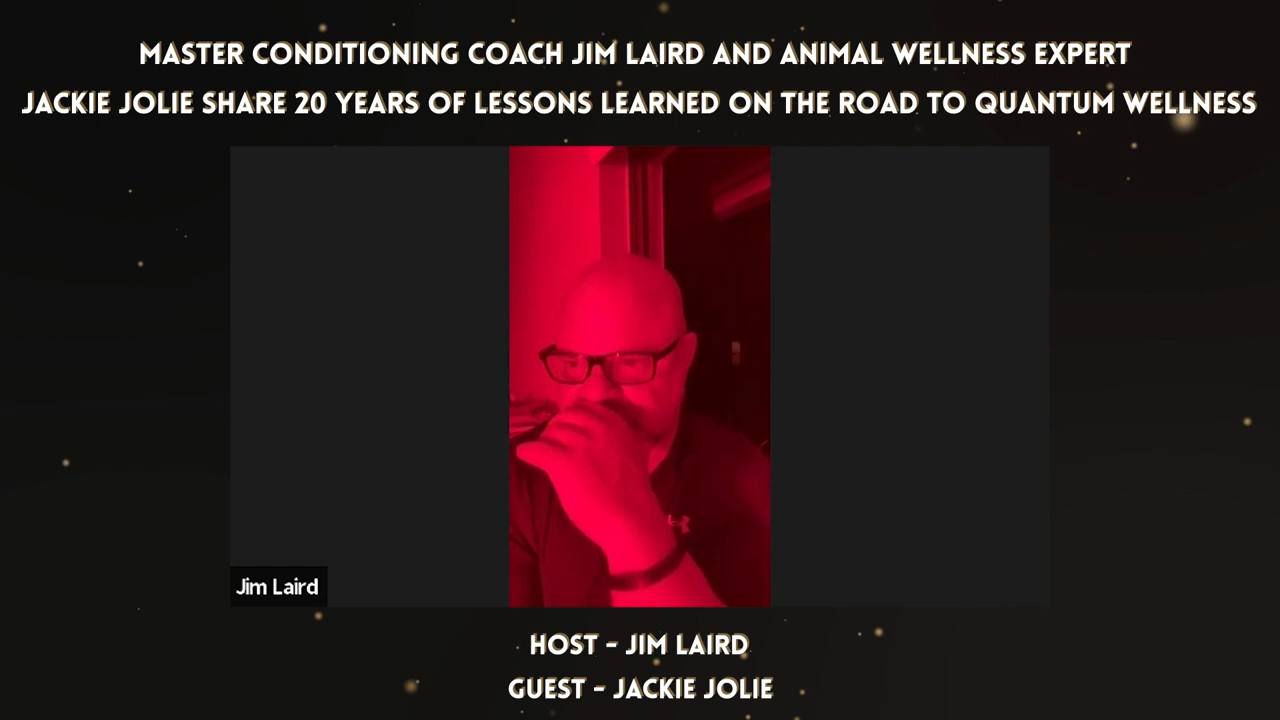 MASTER CONDITIONING COACH JIM LAIRD AND ANIMAL WELLNESS EXPERT
JACKIE JOLIE SHARE 20 YEARS OF LESSONS LEARNED ON THE ROAD TO QUANTUM WELLNESS
Jim Laird
HOST - JIM LAIRD
GUEST - JACKIE JOLIE